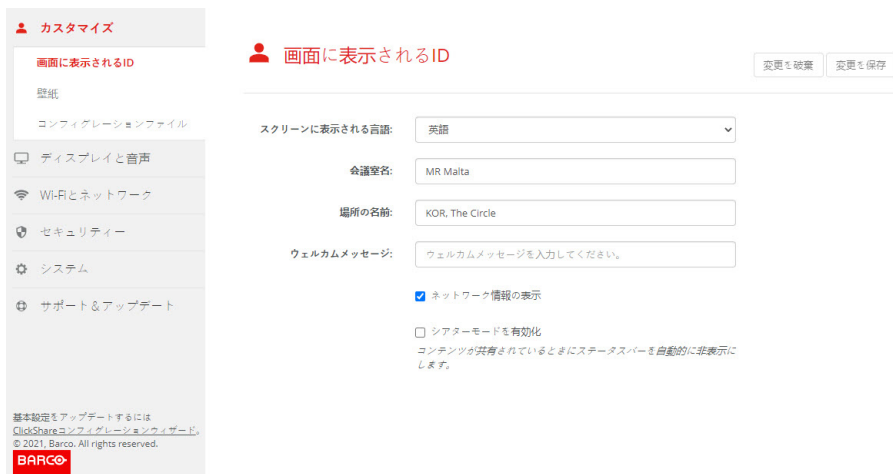 カスタマイズ
画面に表示されるID
壁紙
コンフィグレーションファイル
ディスプレイと音声
Wi-Fiとネットワーク
セキュリティー
システム
サポート＆アップデート
基本設定をアップデートするには
ClickShareコンフィグレーションウィザード。
© 2021, Barco. All rights reserved.
BARCO
画面に表示されるID
変更を破棄 変更を保存
スクリーンに表示される言語: 英語
会議室名: MR Malta
場所の名前: KOR, The Circle
ウェルカムメッセージ: ウェルカムメッセージを入力してください。
ネットワーク情報の表示
シアターモードを有効化
コンテンツが共有されているときにステータスバーを自動的に非表示に
します。